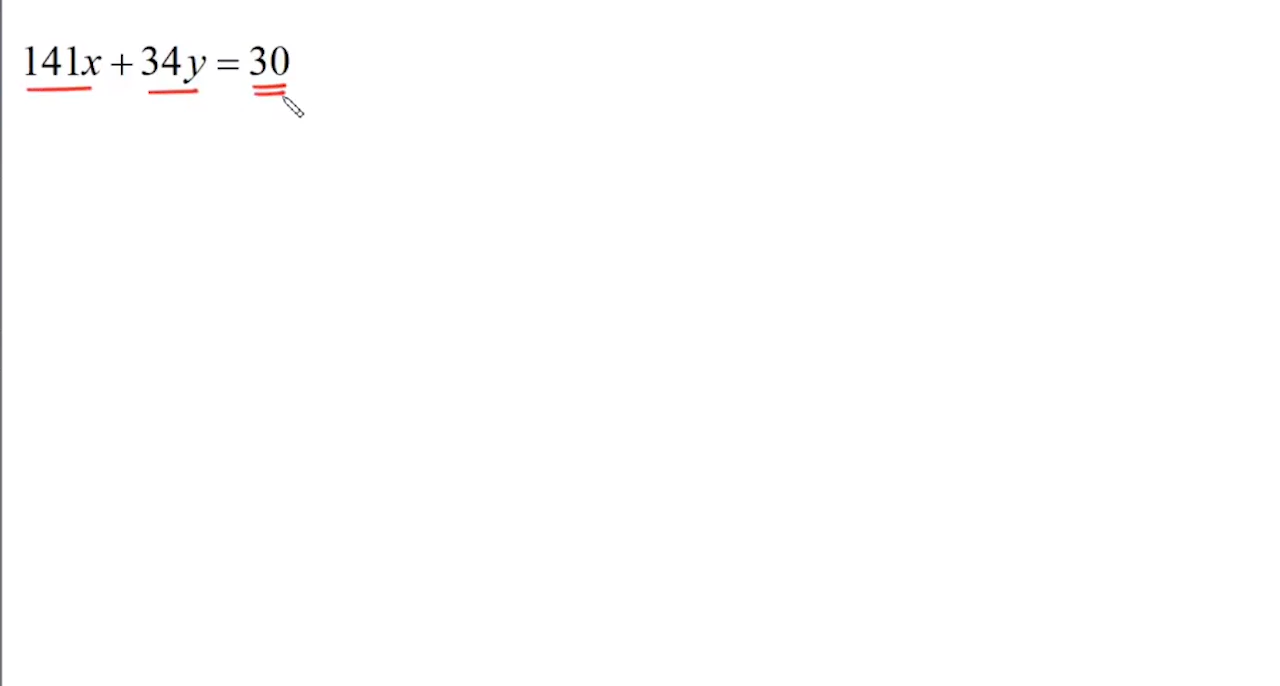 141x + 34y = 30